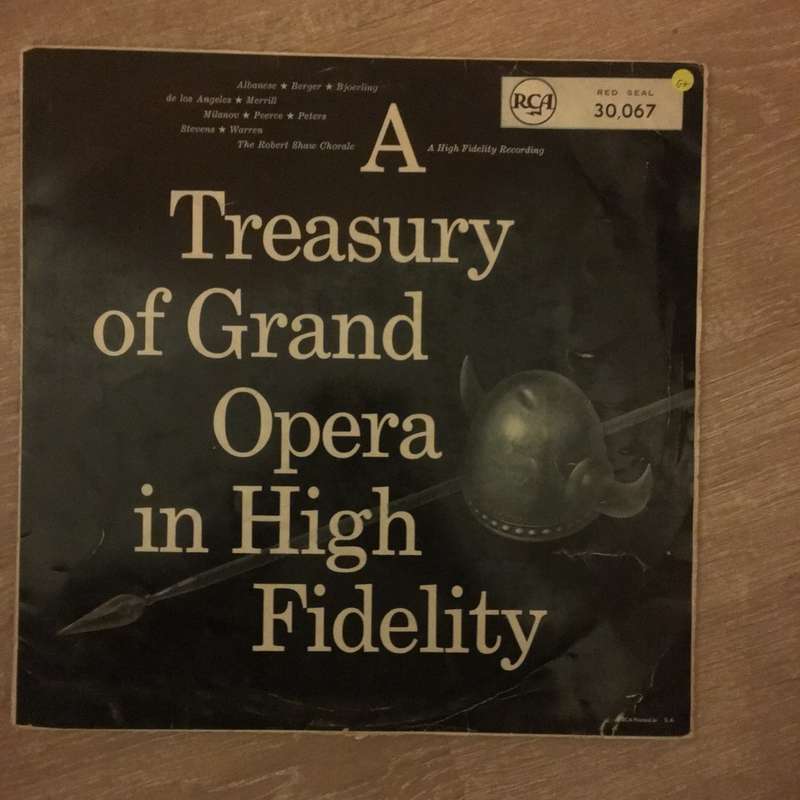 Albanese ★ Berger ★ Bjoerling
de los Angeles ★ Merrill
Milanov ★ Peerce ★ Peters
Stevens ★ Warren
The Robert Shaw Chorale
A High Fidelity Recording
RCA
RED SEAL
30,067
G+
A
Treasury
of Grand
Opera
in High
Fidelity
S.A.